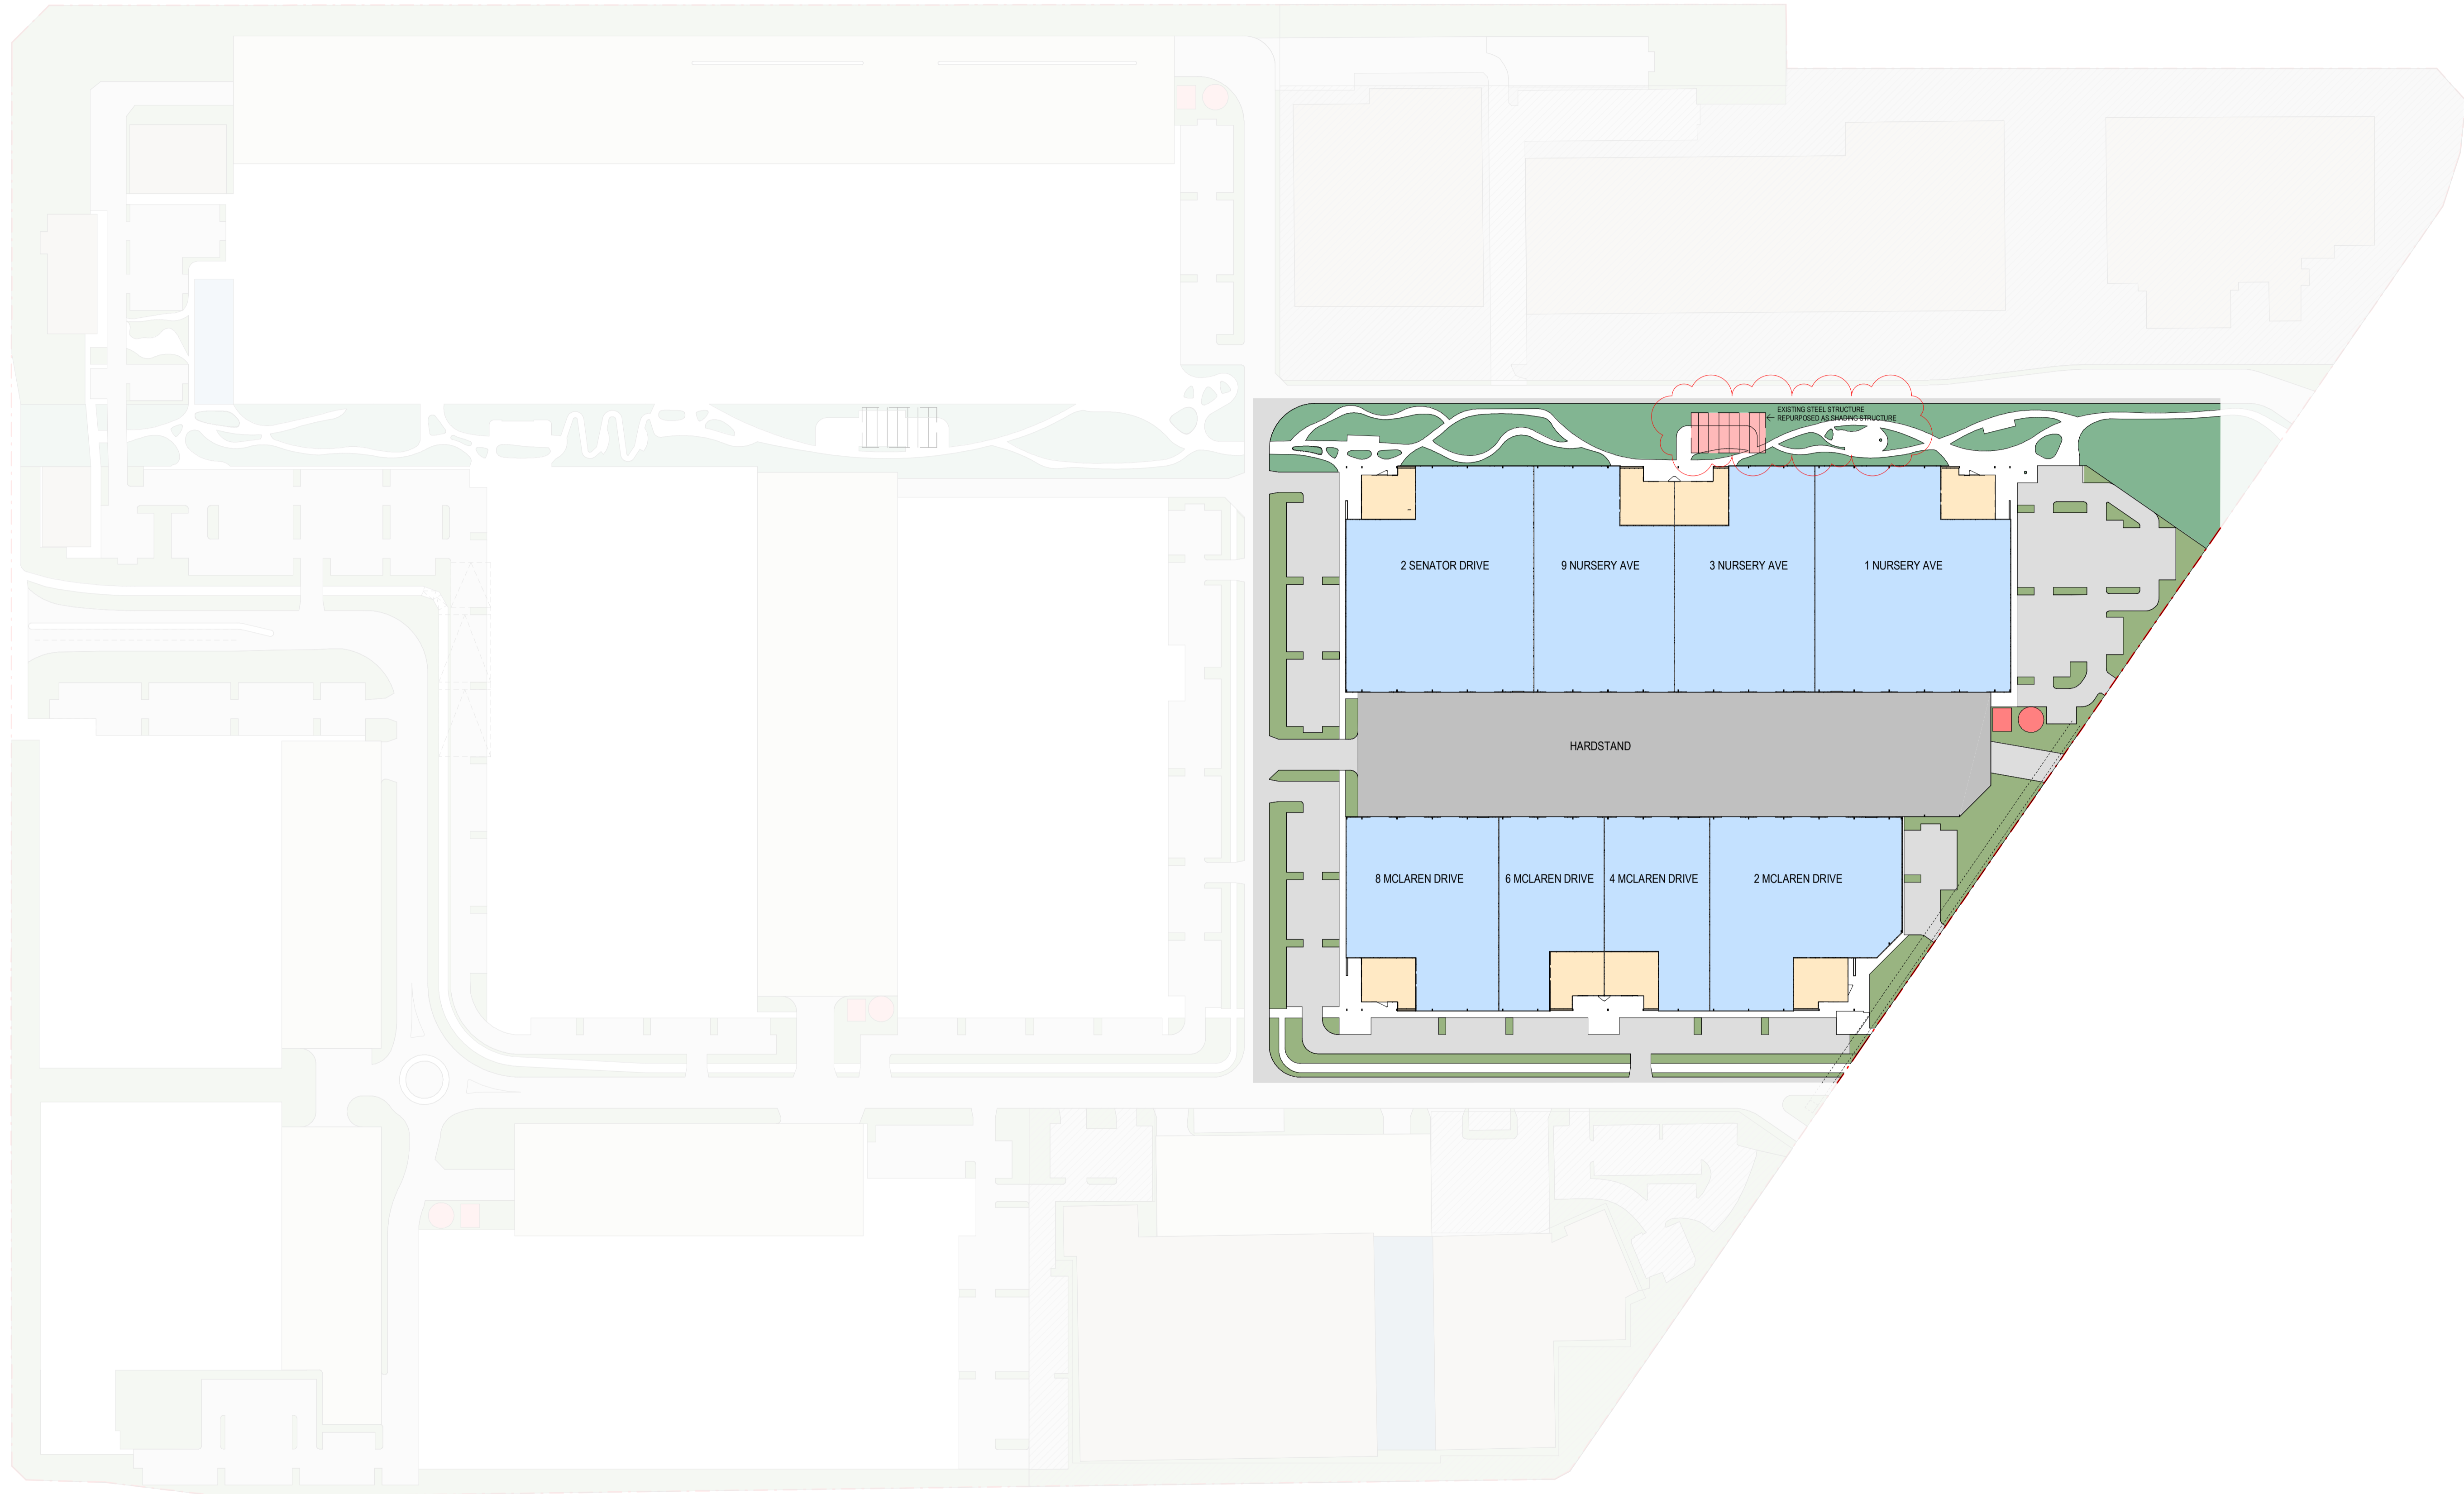 EXISTING STEEL STRUCTURE
REPURPOSED AS SHADING STRUCTURE
2 SENATOR DRIVE
9 NURSERY AVE
3 NURSERY AVE
1 NURSERY AVE
HARDSTAND
8 MCLAREN DRIVE
6 MCLAREN DRIVE
4 MCLAREN DRIVE
2 MCLAREN DRIVE